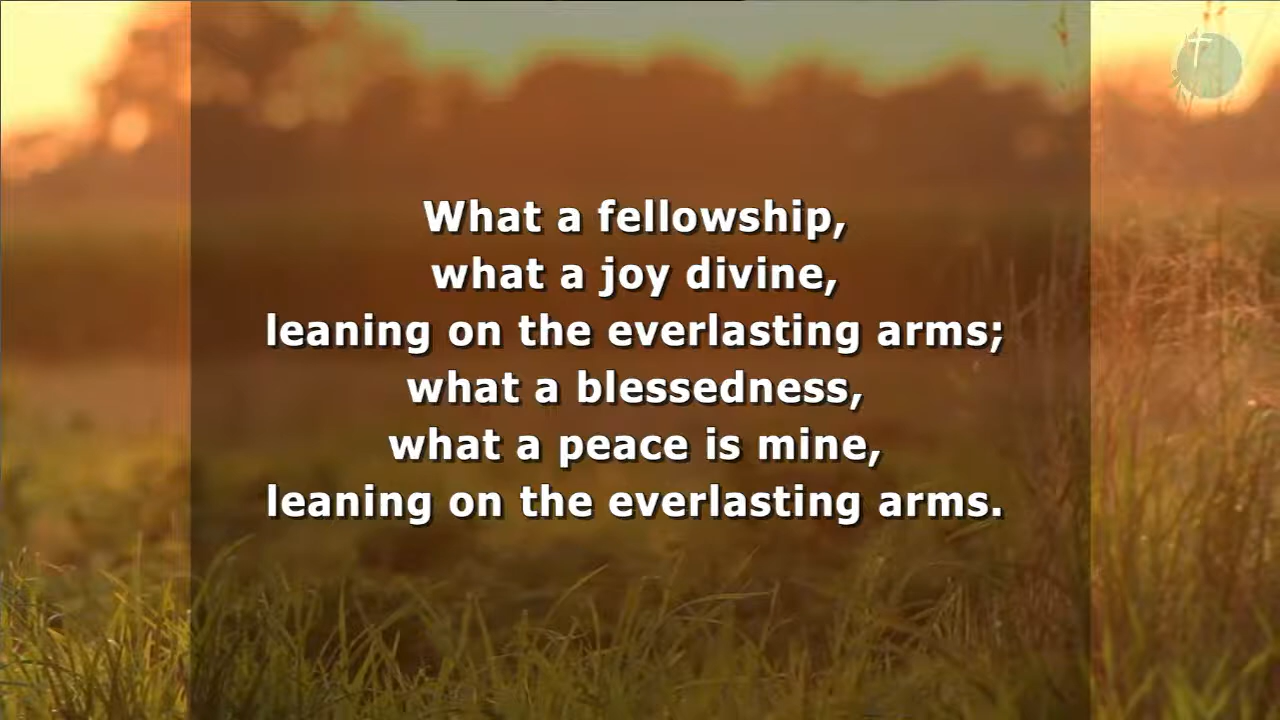 What a fellowship,
what a joy divine,
leaning on the everlasting arms;
what a blessedness,
what a peace is mine,
leaning on the everlasting arms.